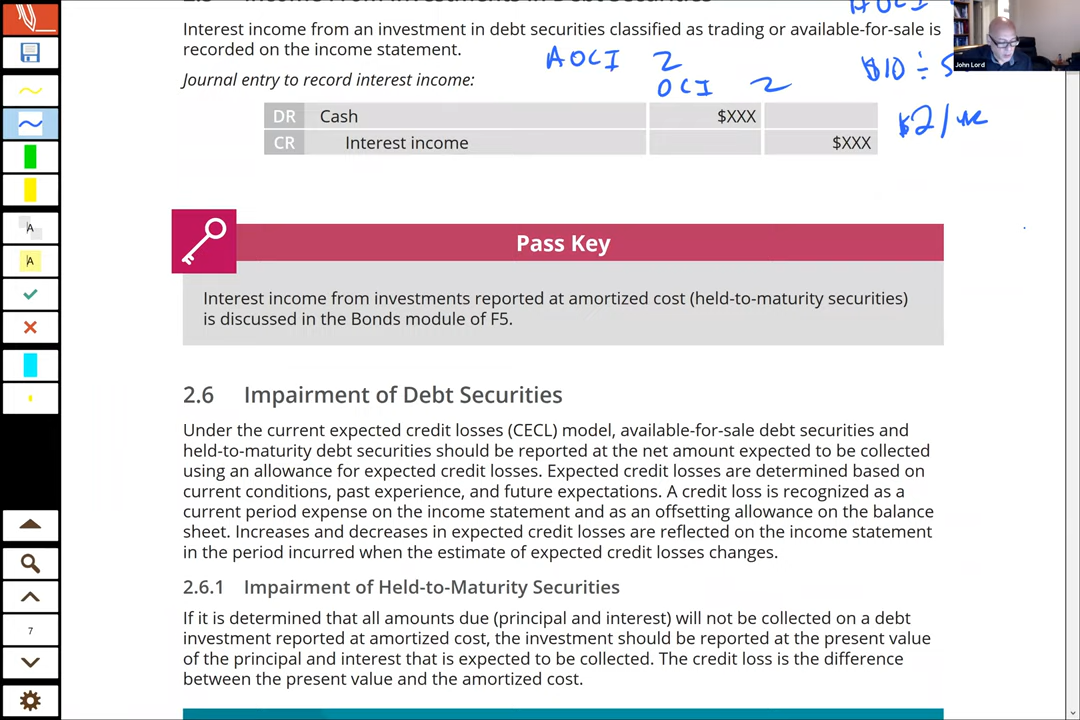 Interest income from an investment in debt securities classified as trading or available-for-sale is
recorded on the income statement.
AOCI 2
OCI 2
$10 ÷ 5
$2/
Journal entry to record interest income:
DR Cash $XXX
CR Interest income $XXX
John Lord
Pass Key
Interest income from investments reported at amortized cost (held-to-maturity securities)
is discussed in the Bonds module of F5.
2.6 Impairment of Debt Securities
Under the current expected credit losses (CECL) model, available-for-sale debt securities and
held-to-maturity debt securities should be reported at the net amount expected to be collected
using an allowance for expected credit losses. Expected credit losses are determined based on
current conditions, past experience, and future expectations. A credit loss is recognized as a
current period expense on the income statement and as an offsetting allowance on the balance
sheet. Increases and decreases in expected credit losses are reflected on the income statement
in the period incurred when the estimate of expected credit losses changes.
2.6.1 Impairment of Held-to-Maturity Securities
If it is determined that all amounts due (principal and interest) will not be collected on a debt
investment reported at amortized cost, the investment should be reported at the present value
of the principal and interest that is expected to be collected. The credit loss is the difference
between the present value and the amortized cost.
A
A
7